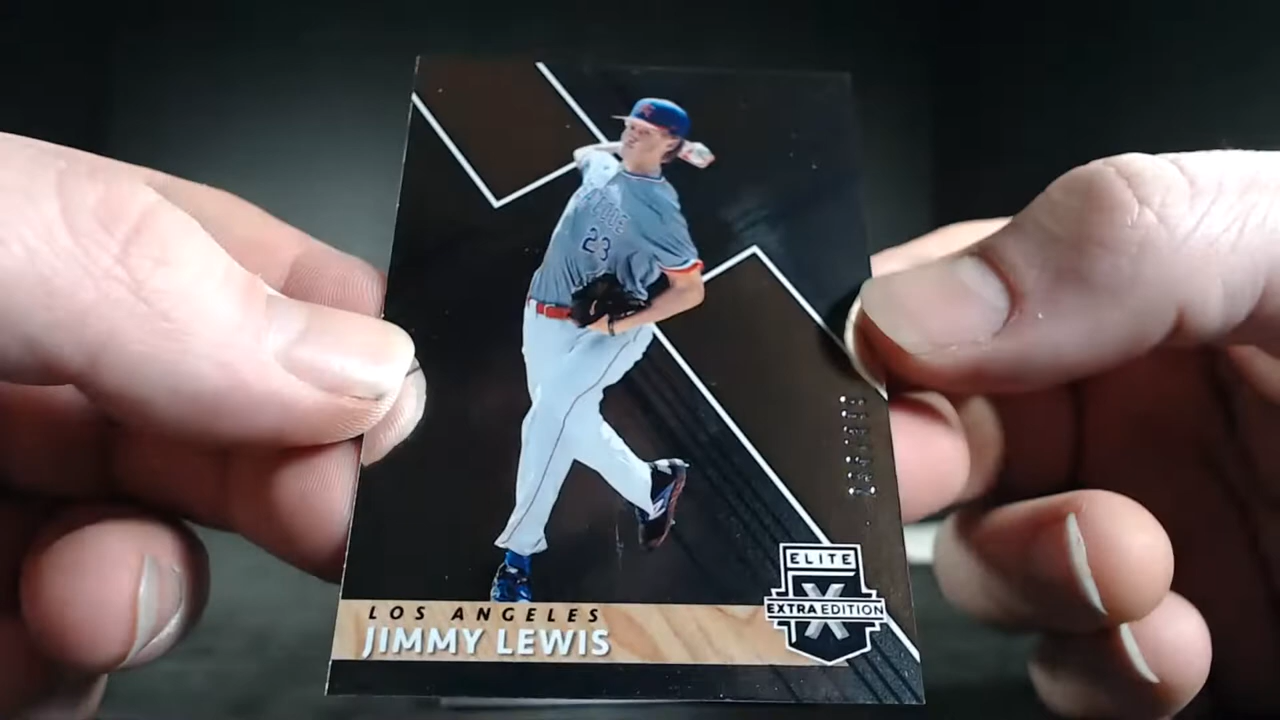 23
LOS ANGELES
JIMMY LEWIS
ELITE
X
EXTRA EDITION